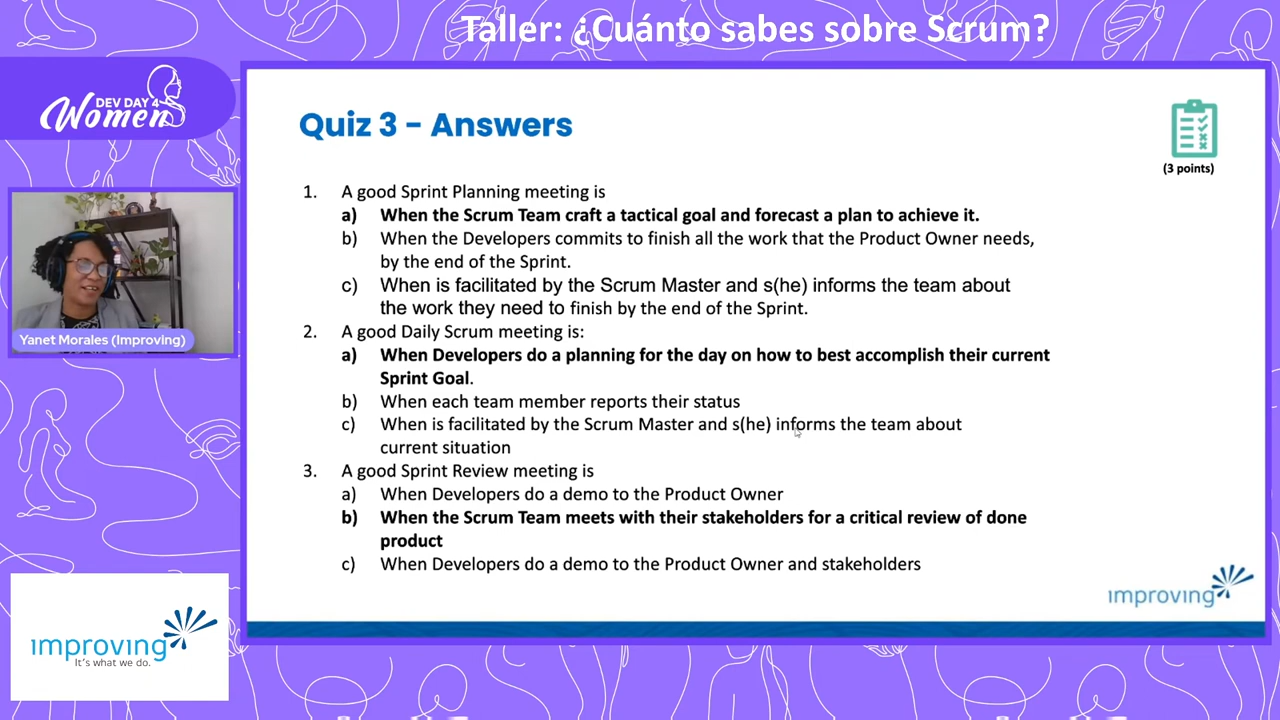 Taller: ¿Cuánto sabes sobre Scrum?
DEV DAY 4
Women
Quiz 3 - Answers
(3 points)
1. A good Sprint Planning meeting is
a) When the Scrum Team craft a tactical goal and forecast a plan to achieve it.
b) When the Developers commits to finish all the work that the Product Owner needs,
by the end of the Sprint.
c) When is facilitated by the Scrum Master and s(he) informs the team about
the work they need to finish by the end of the Sprint.
2. A good Daily Scrum meeting is:
a) When Developers do a planning for the day on how to best accomplish their current
Sprint Goal.
b) When each team member reports their status
c) When is facilitated by the Scrum Master and s(he) informs the team about
current situation
3. A good Sprint Review meeting is
a) When Developers do a demo to the Product Owner
b) When the Scrum Team meets with their stakeholders for a critical review of done
product
c) When Developers do a demo to the Product Owner and stakeholders
improving
Yanet Morales (Improving)
improving
It's what we do.